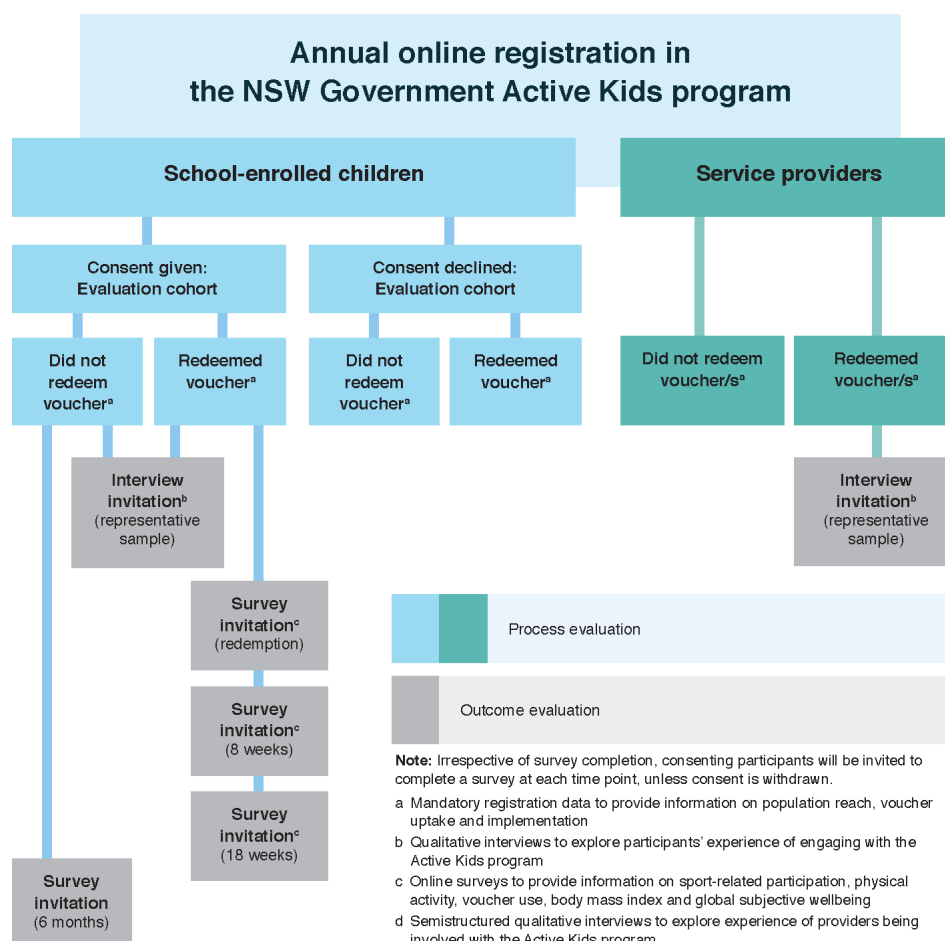 Annual online registration in
the NSW Government Active Kids program
School-enrolled children
Service providers
Consent given:
Evaluation cohort
Consent declined:
Evaluation cohort
Did not
redeem
voucherᵃ
Redeemed
voucherᵃ
Did not
redeem
voucherᵃ
Redeemed
voucherᵃ
Did not redeem
voucher/sᵃ
Redeemed
voucher/sᵃ
Interview
invitationᵇ
(representative
sample)
Interview
invitationᵇ
(representative
sample)
Survey
invitationᶜ
(redemption)
Survey
invitationᶜ
(8 weeks)
Survey
invitationᶜ
(18 weeks)
Survey
invitation
(6 months)
Process evaluation
Outcome evaluation
Note: Irrespective of survey completion, consenting participants will be invited to
complete a survey at each time point, unless consent is withdrawn.
a Mandatory registration data to provide information on population reach, voucher
uptake and implementation
b Qualitative interviews to explore participants' experience of engaging with the
Active Kids program
c Online surveys to provide information on sport-related participation, physical
activity, voucher use, body mass index and global subjective wellbeing
d Semistructured qualitative interviews to explore experience of providers being
involved with the Active Kids program